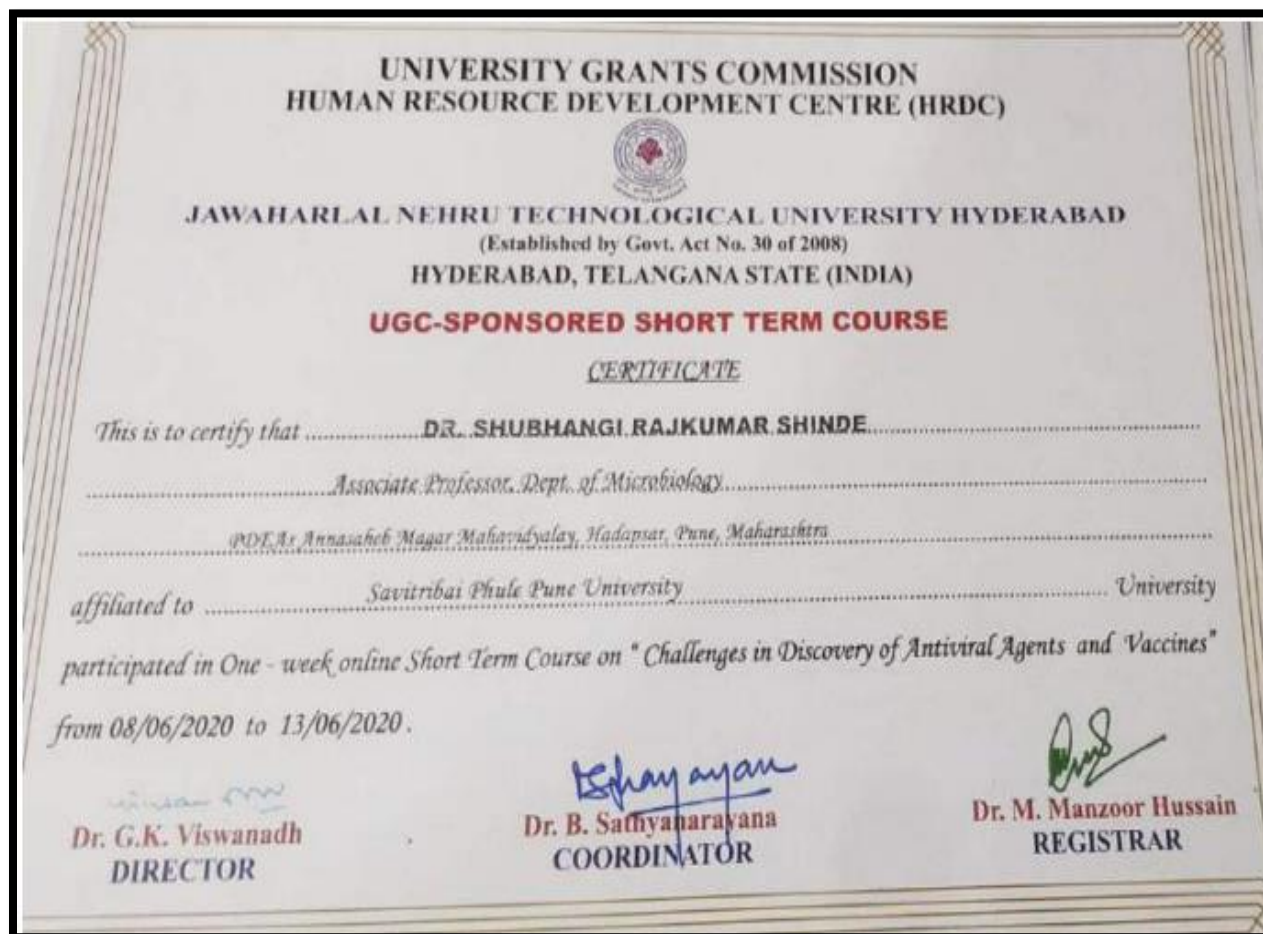 UNIVERSITY GRANTS COMMISSION
HUMAN RESOURCE DEVELOPMENT CENTRE (HRDC)
JAWAHARLAL NEHRU TECHNOLOGICAL UNIVERSITY HYDERABAD
(Established by Govt. Act No. 30 of 2008)
HYDERABAD, TELANGANA STATE (INDIA)
UGC-SPONSORED SHORT TERM COURSE
CERTIFICATE
This is to certify that DR. SHUBHANGI RAJKUMAR SHINDE
Associate Professor, Dept. of Microbiology
PDEAs Annasaheb Magar Mahavidyalay, Hadapsar, Pune, Maharashtra
affiliated to Savitribai Phule Pune University University
participated in One - week online Short Term Course on " Challenges in Discovery of Antiviral Agents and Vaccines"
from 08/06/2020 to 13/06/2020 .
Dr. G.K. Viswanadh
DIRECTOR
Dr. B. Sathyanarayana
COORDINATOR
Dr. M. Manzoor Hussain
REGISTRAR